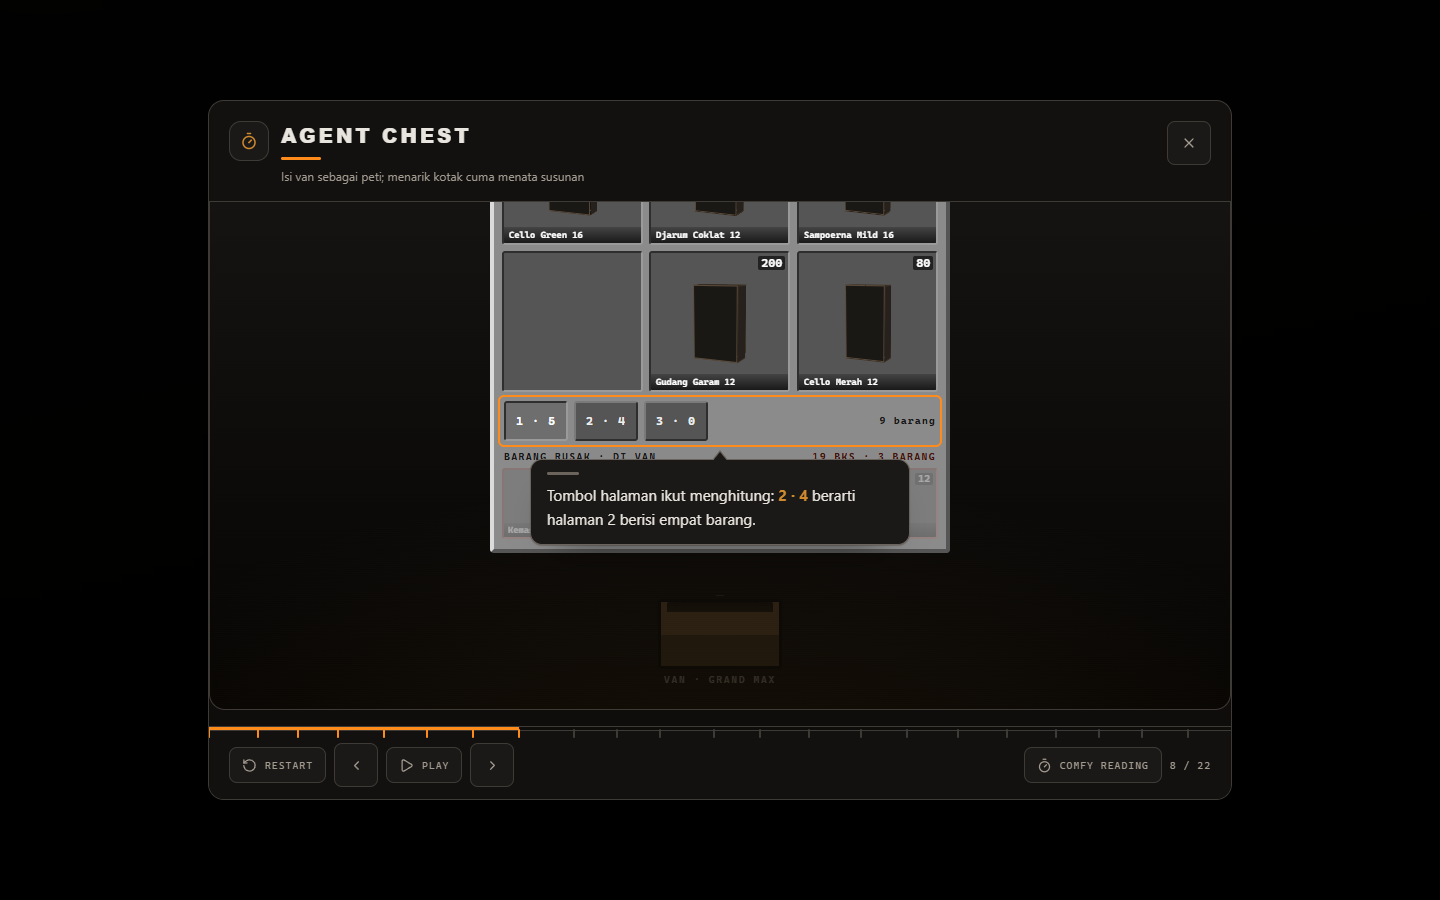 AGENT CHEST
Isi van sebagai peti; menarik kotak cuma menata susunan
Cello Green 16
Djarum Coklat 12
Sampoerna Mild 16
200
80
Gudang Garam 12
Cello Merah 12
1 · 5
2 · 4
3 · 0
9 barang
BARANG RUSAK · DI VAN
19 BKS · 3 BARANG
12
Kema
Tombol halaman ikut menghitung: 2 · 4 berarti
halaman 2 berisi empat barang.
VAN · GRAND MAX
RESTART
PLAY
COMFY READING
8 / 22